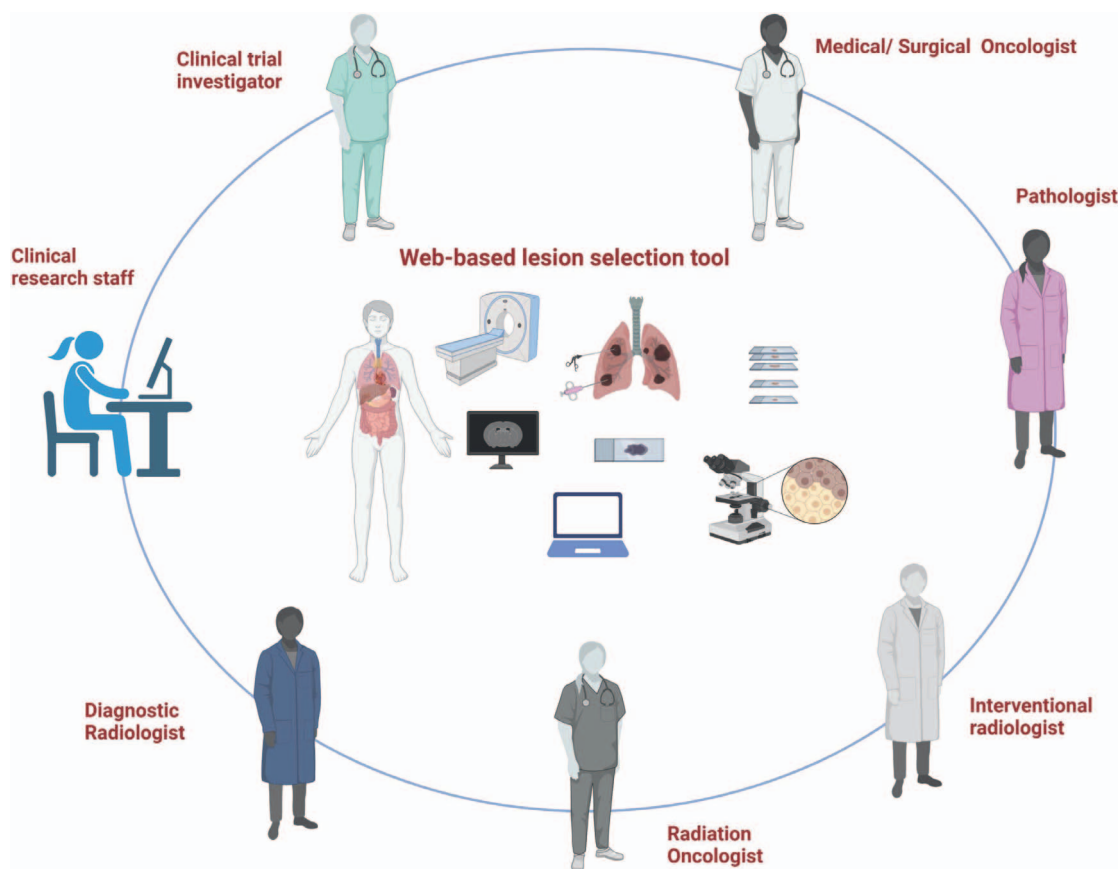 Clinical trial
investigator
Medical/ Surgical Oncologist
Pathologist
Clinical
research staff
Web-based lesion selection tool
Diagnostic
Radiologist
Interventional
radiologist
Radiation
Oncologist